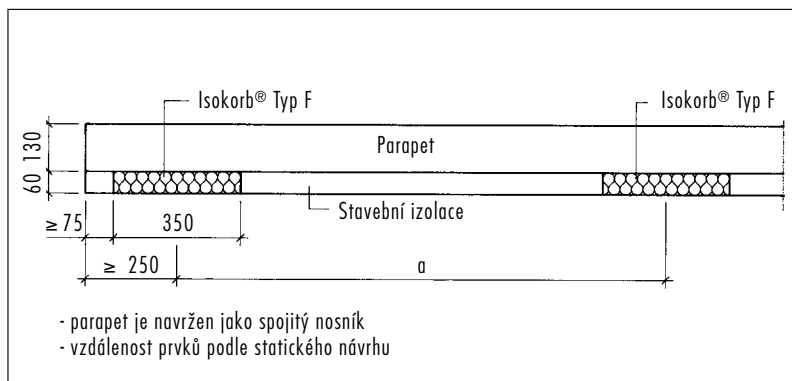 Isokorb® Typ F
Isokorb® Typ F
Parapet
130
60
Stavební izolace
≥ 75
350
≥ 250
a
- parapet je navržen jako spojitý nosník
- vzdálenost prvků podle statického návrhu